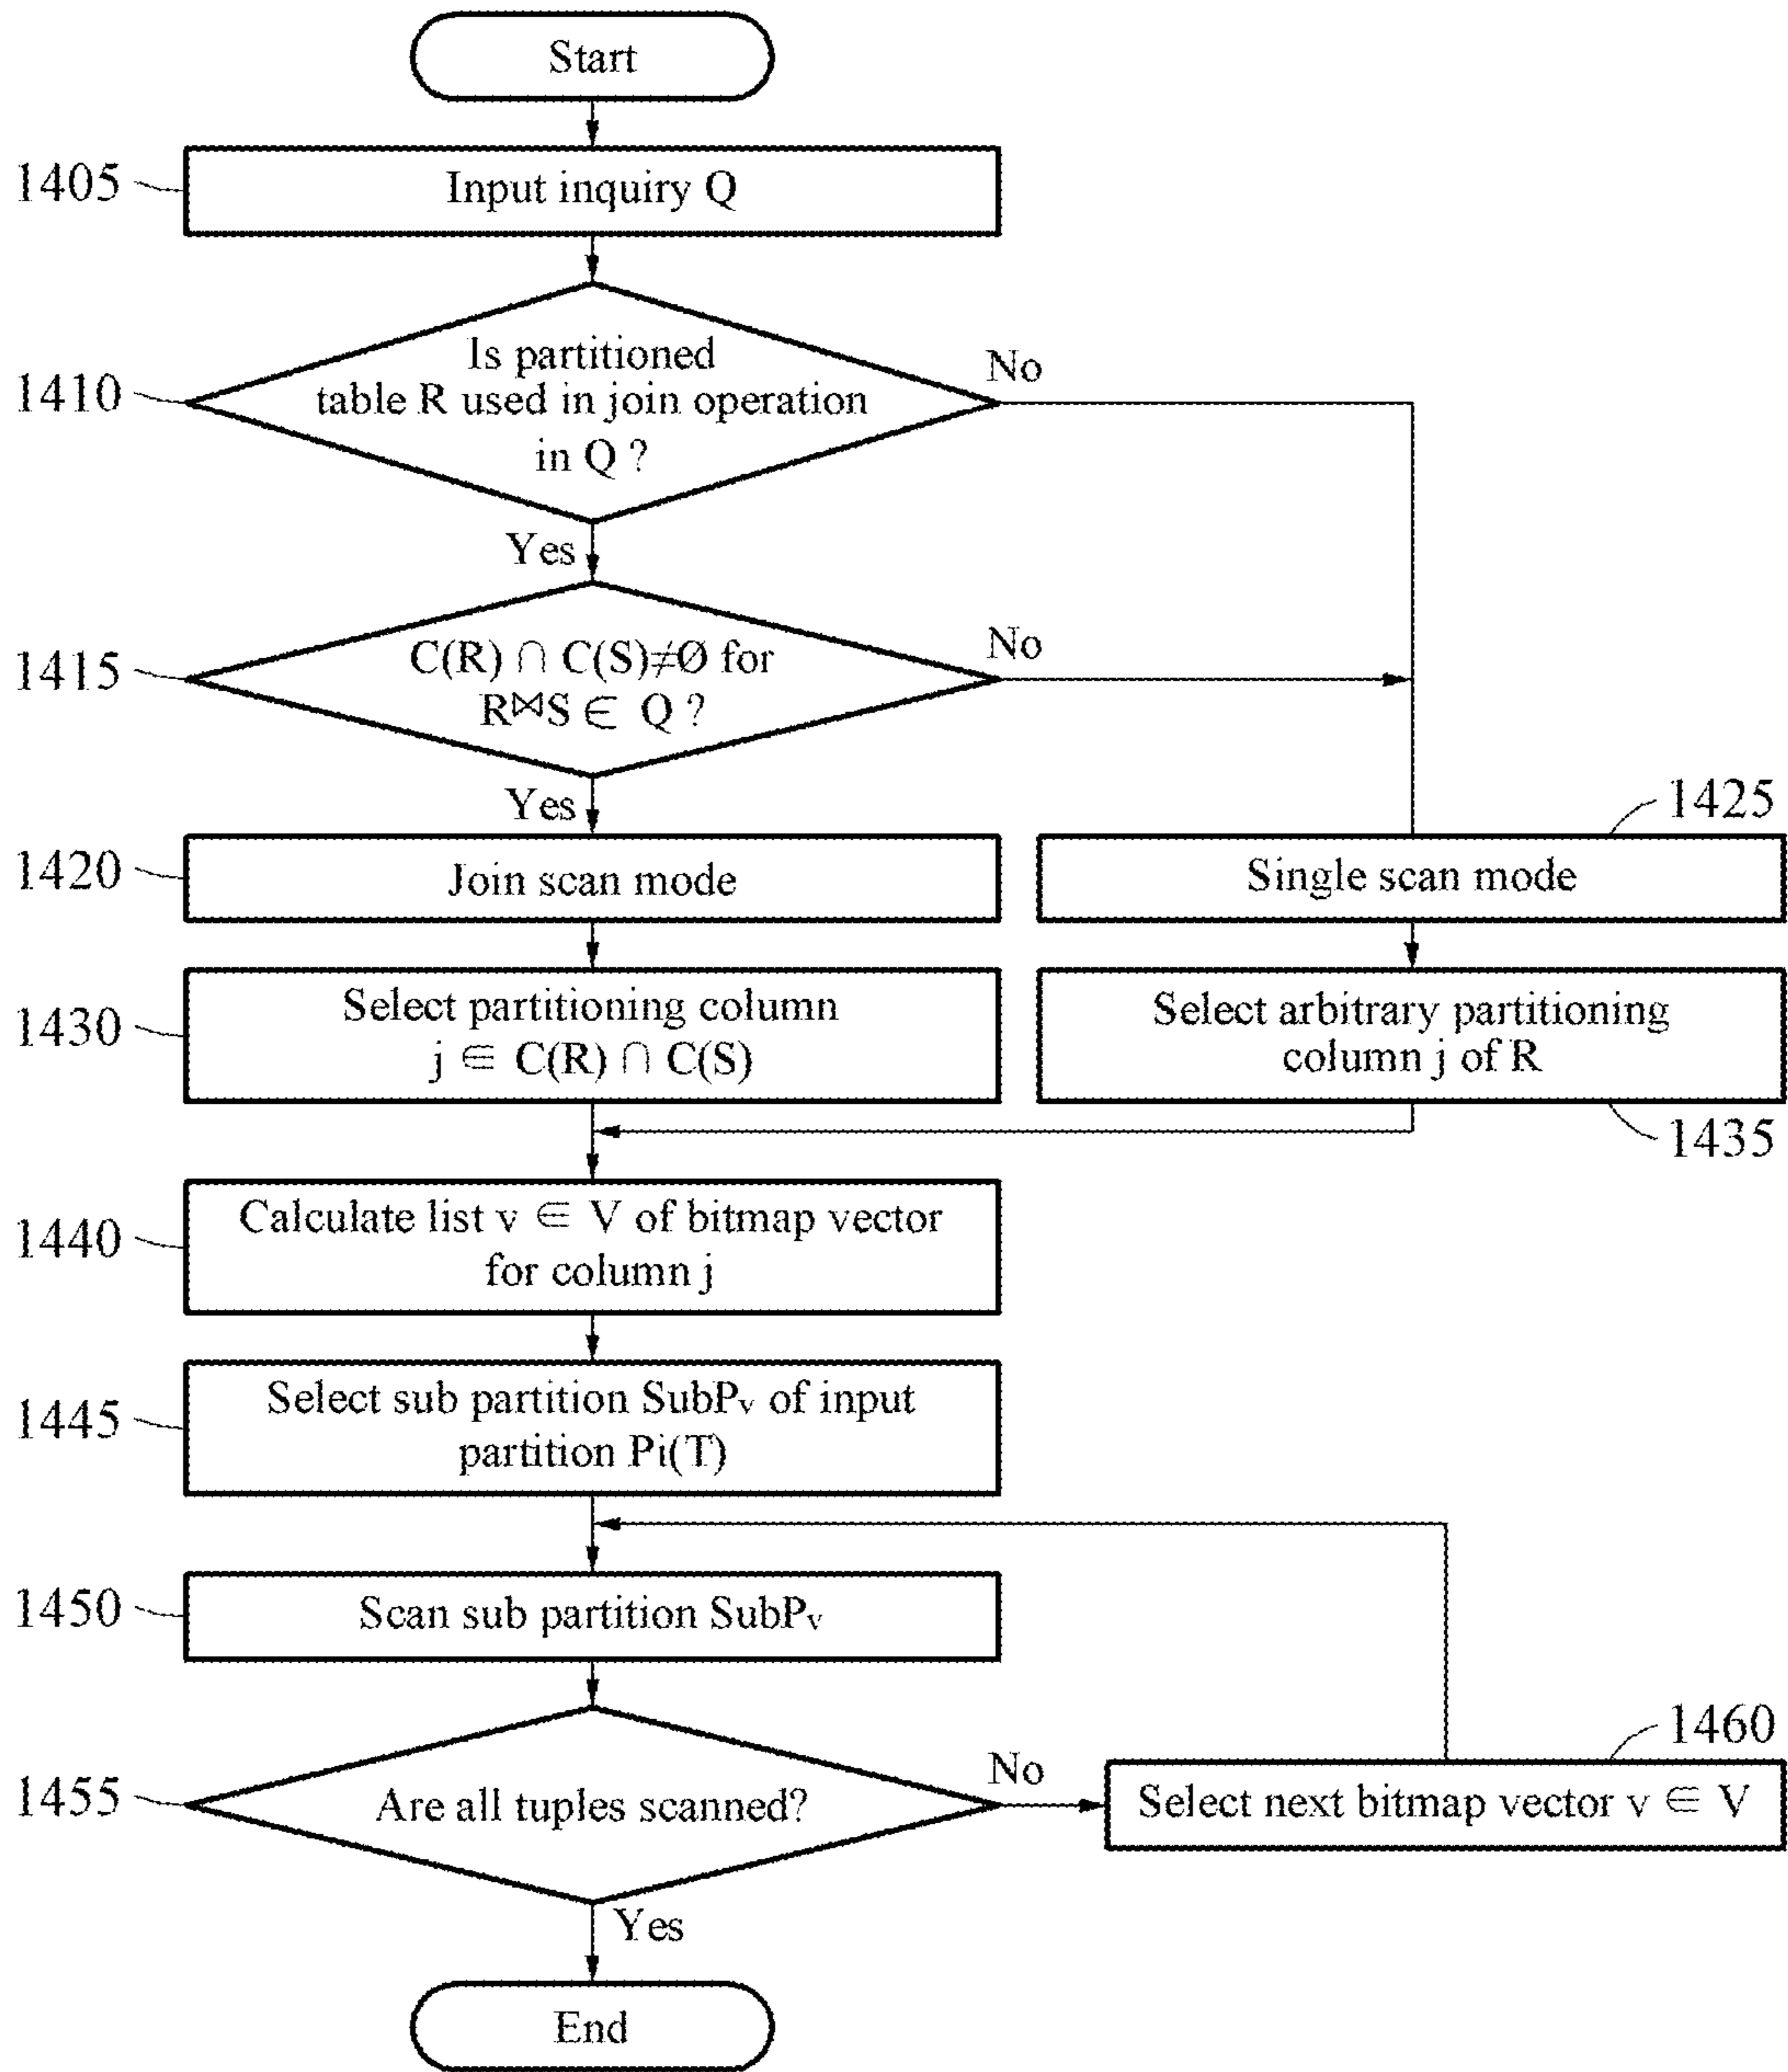 Start
1405
Input inquiry Q
1410
Is partitioned
table R used in join operation
in Q ?
No
Yes
1415
C(R) ∩ C(S)≠Ø for
R⋈S ∈ Q ?
No
Yes
1420
Join scan mode
1425
Single scan mode
1430
Select partitioning column
j ∈ C(R) ∩ C(S)
Select arbitrary partitioning
column j of R
1435
1440
Calculate list v ∈ V of bitmap vector
for column j
1445
Select sub partition SubPᵥ of input
partition Pi(T)
1450
Scan sub partition SubPᵥ
1455
Are all tuples scanned?
No
1460
Select next bitmap vector v ∈ V
Yes
End